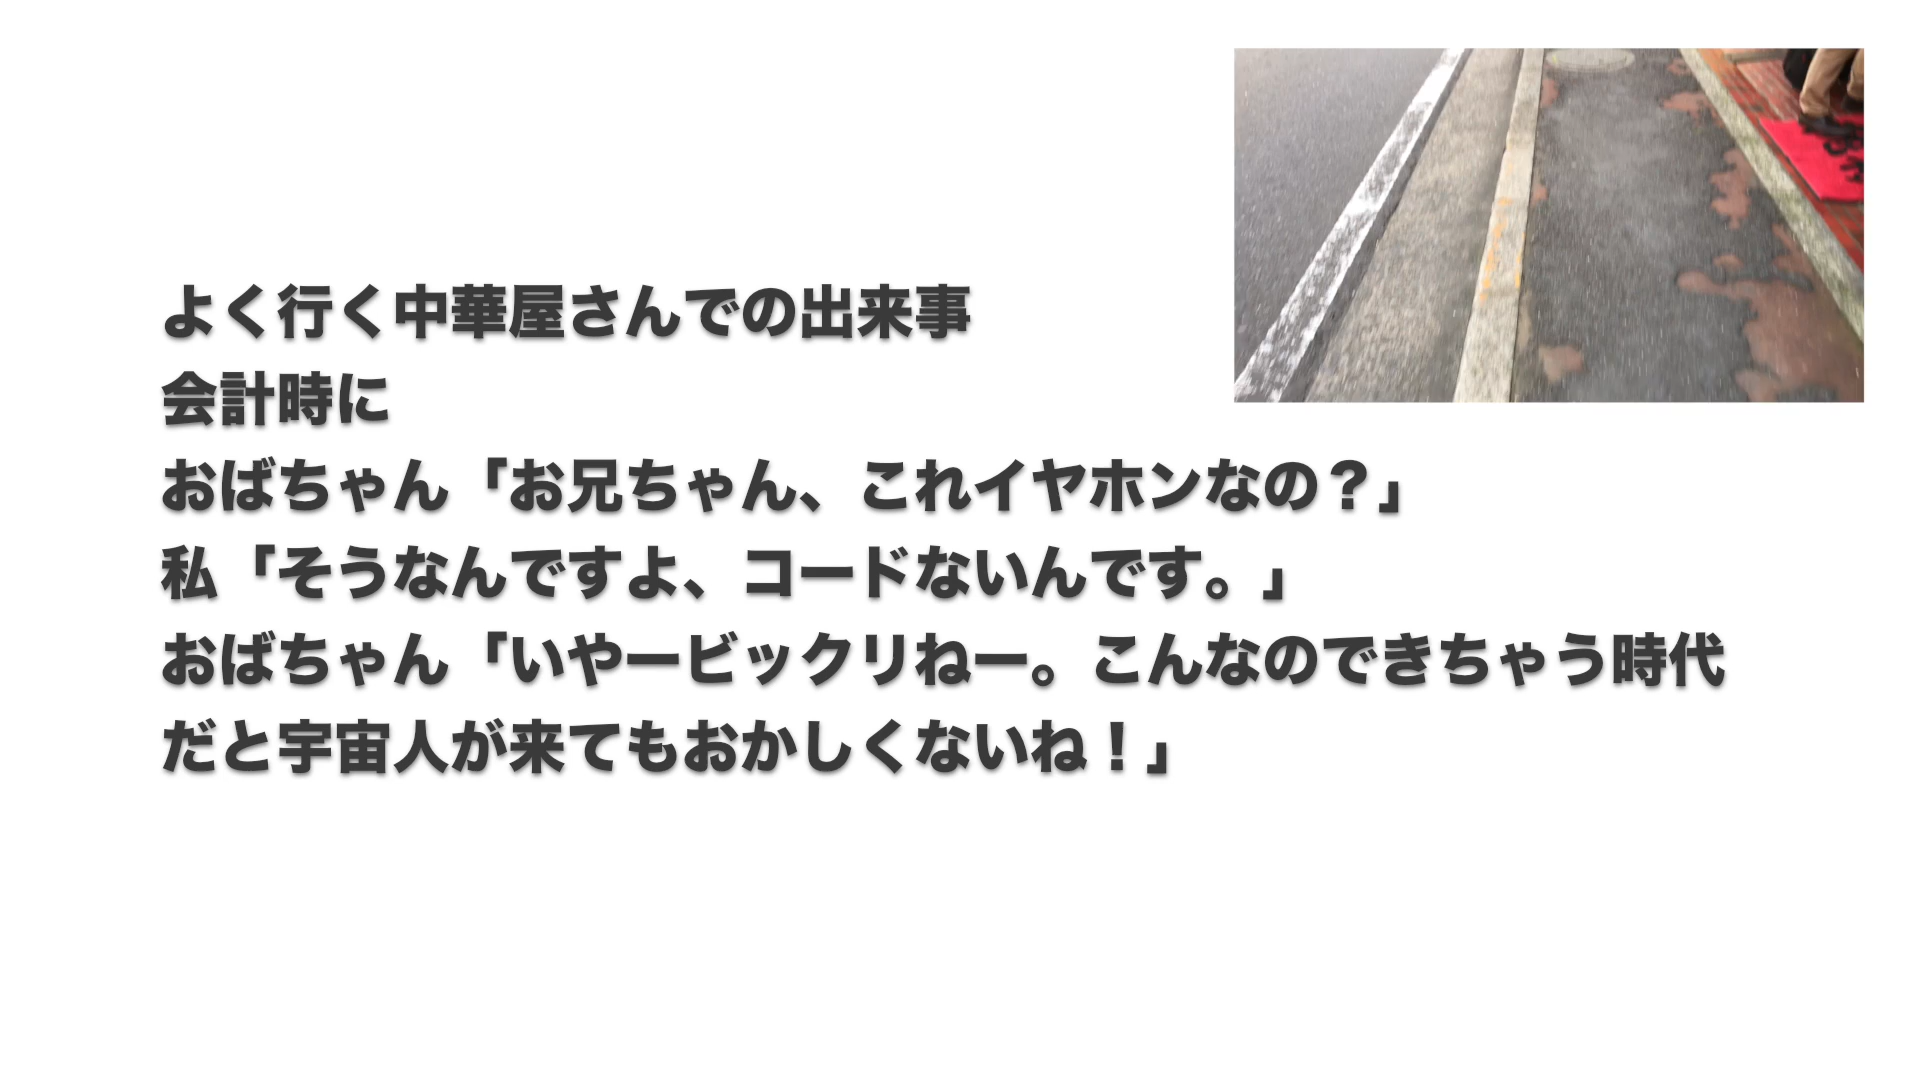 よく行く中華屋さんでの出来事
会計時に
おばちゃん「お兄ちゃん、これイヤホンなの？」
私「そうなんですよ、コードないんです。」
おばちゃん「いやービックリねー。こんなのできちゃう時代
だと宇宙人が来てもおかしくないね！」